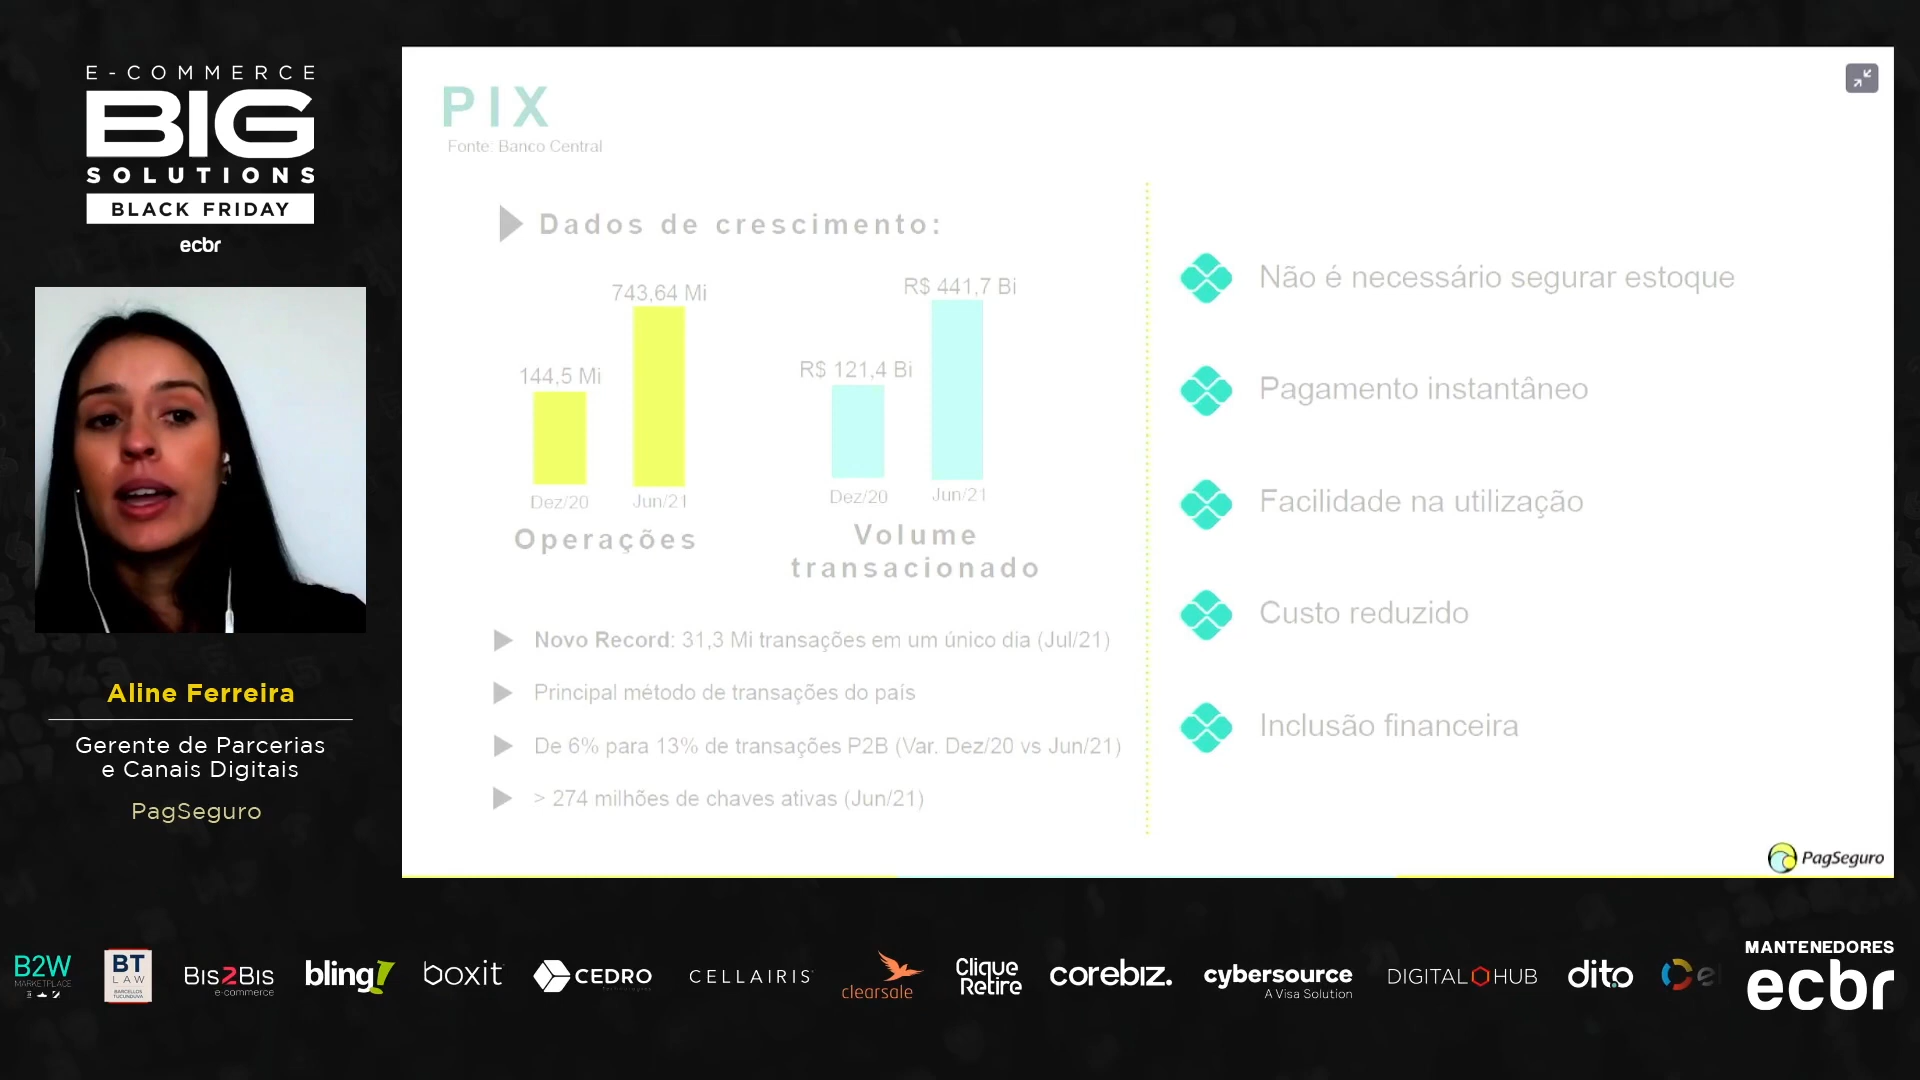 E-COMMERCE
BIG
SOLUTIONS
BLACK FRIDAY
ecbr
Aline Ferreira
Gerente de Parcerias
e Canais Digitais
PagSeguro
PIX
Fonte: Banco Central
Dados de crescimento:
144,5 Mi
743,64 Mi
Dez/20
Jun/21
Operações
R$ 121,4 Bi
R$ 441,7 Bi
Dez/20
Jun/21
Volume
transacionado
Novo Record: 31,3 Mi transações em um único dia (Jul/21)
Principal método de transações do país
De 6% para 13% de transações P2B (Var. Dez/20 vs Jun/21)
> 274 milhões de chaves ativas (Jun/21)
Não é necessário segurar estoque
Pagamento instantâneo
Facilidade na utilização
Custo reduzido
Inclusão financeira
PagSeguro
B2W
MARKETPLACE
BT
LAW
BARCELLOS
TUCUNDUVA
BIS2BIS
e-commerce
bling!
boxit
CEDRO
Technologies
CELLAIRIS
clearsale
Clique
Retire
corebiz.
cybersource
A Visa Solution
DIGITAL HUB
dito
MANTENEDORES
ecbr